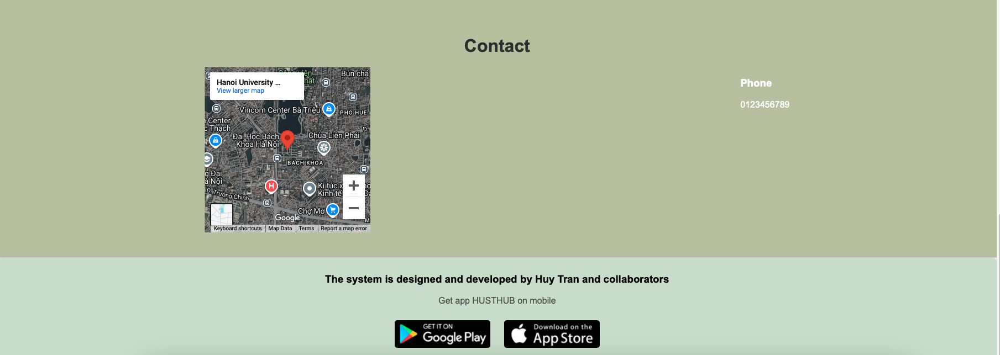 Contact
Hanoi University ...
View larger map
Bún chả
Vincom Center Bà Triệu
PHO HUE
Center
Thạch
Đại Học Bách
Khoa Hà Nội
Chùa Liên Phái
Đ.
BACH KHOA
Đại
Nội
Kí túc
Kinh tế
Đ. Trường Chinh
Chợ Mơ
Google
Keyboard shortcuts
Map Data
Terms
Report a map error
Phone
0123456789
The system is designed and developed by Huy Tran and collaborators
Get app HUSTHUB on mobile
GET IT ON
Google Play
Download on the
App Store